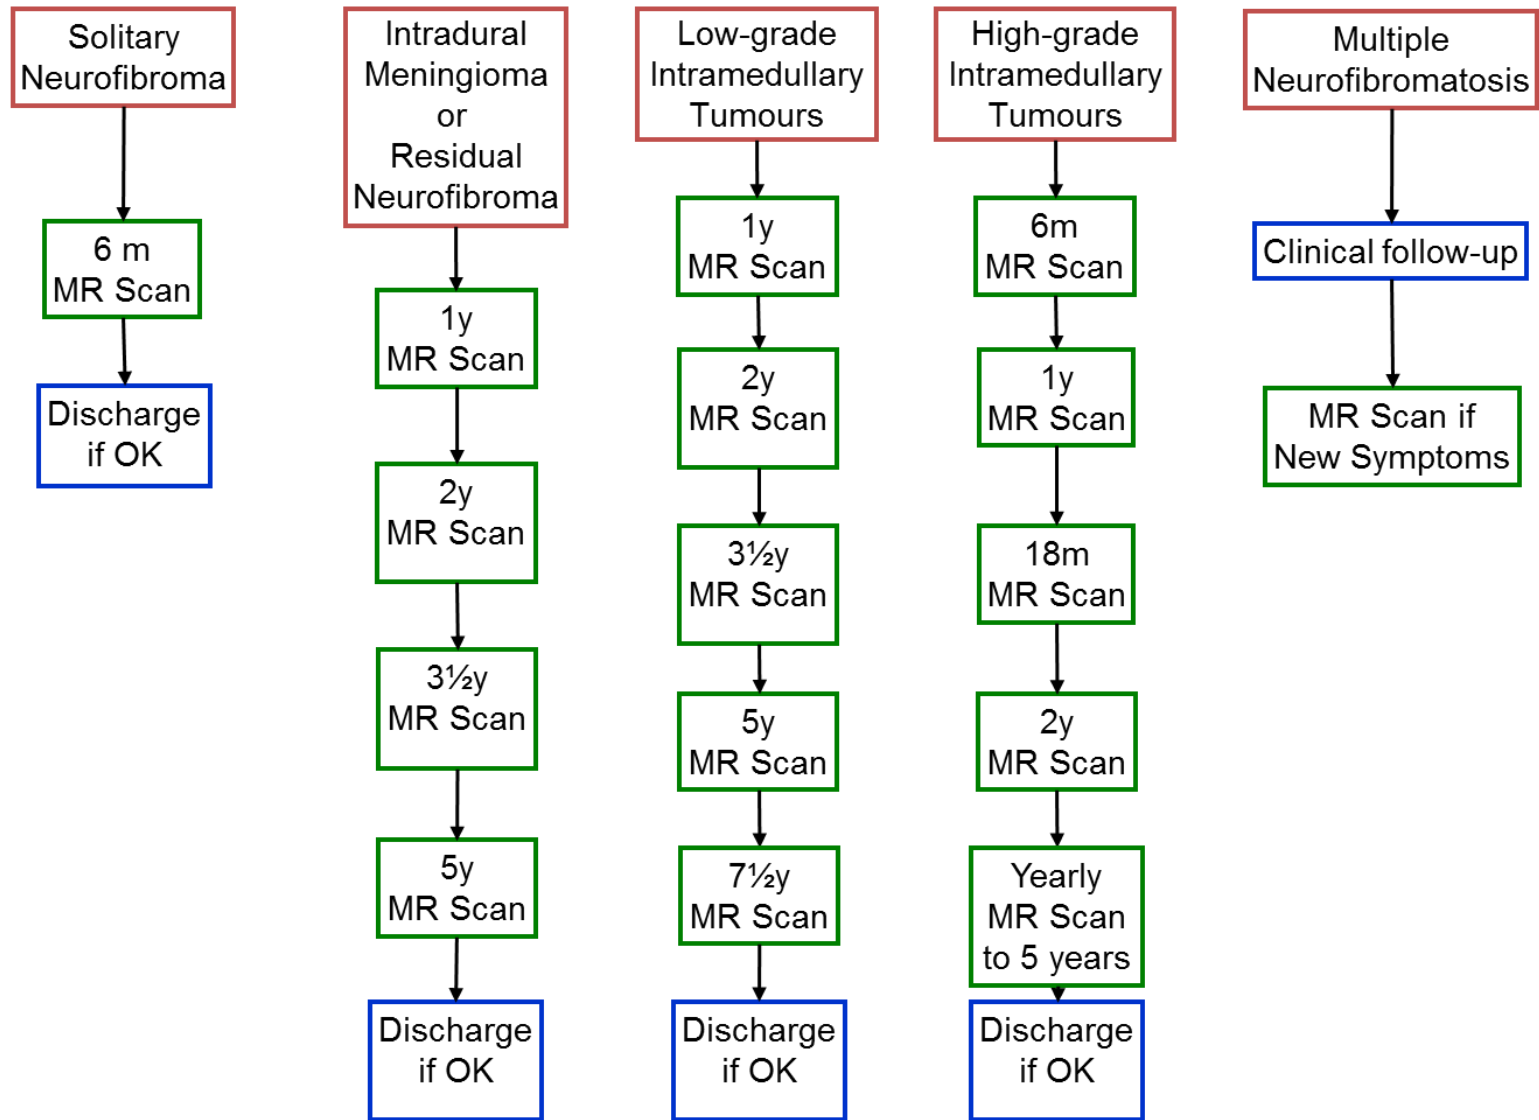 Solitary
Neurofibroma
6 m
MR Scan
Discharge
if OK
Intradural
Meningioma
or
Residual
Neurofibroma
1y
MR Scan
2y
MR Scan
3½y
MR Scan
5y
MR Scan
Discharge
if OK
Low-grade
Intramedullary
Tumours
1y
MR Scan
2y
MR Scan
3½y
MR Scan
5y
MR Scan
7½y
MR Scan
Discharge
if OK
High-grade
Intramedullary
Tumours
6m
MR Scan
1y
MR Scan
18m
MR Scan
2y
MR Scan
Yearly
MR Scan
to 5 years
Discharge
if OK
Multiple
Neurofibromatosis
Clinical follow-up
MR Scan if
New Symptoms